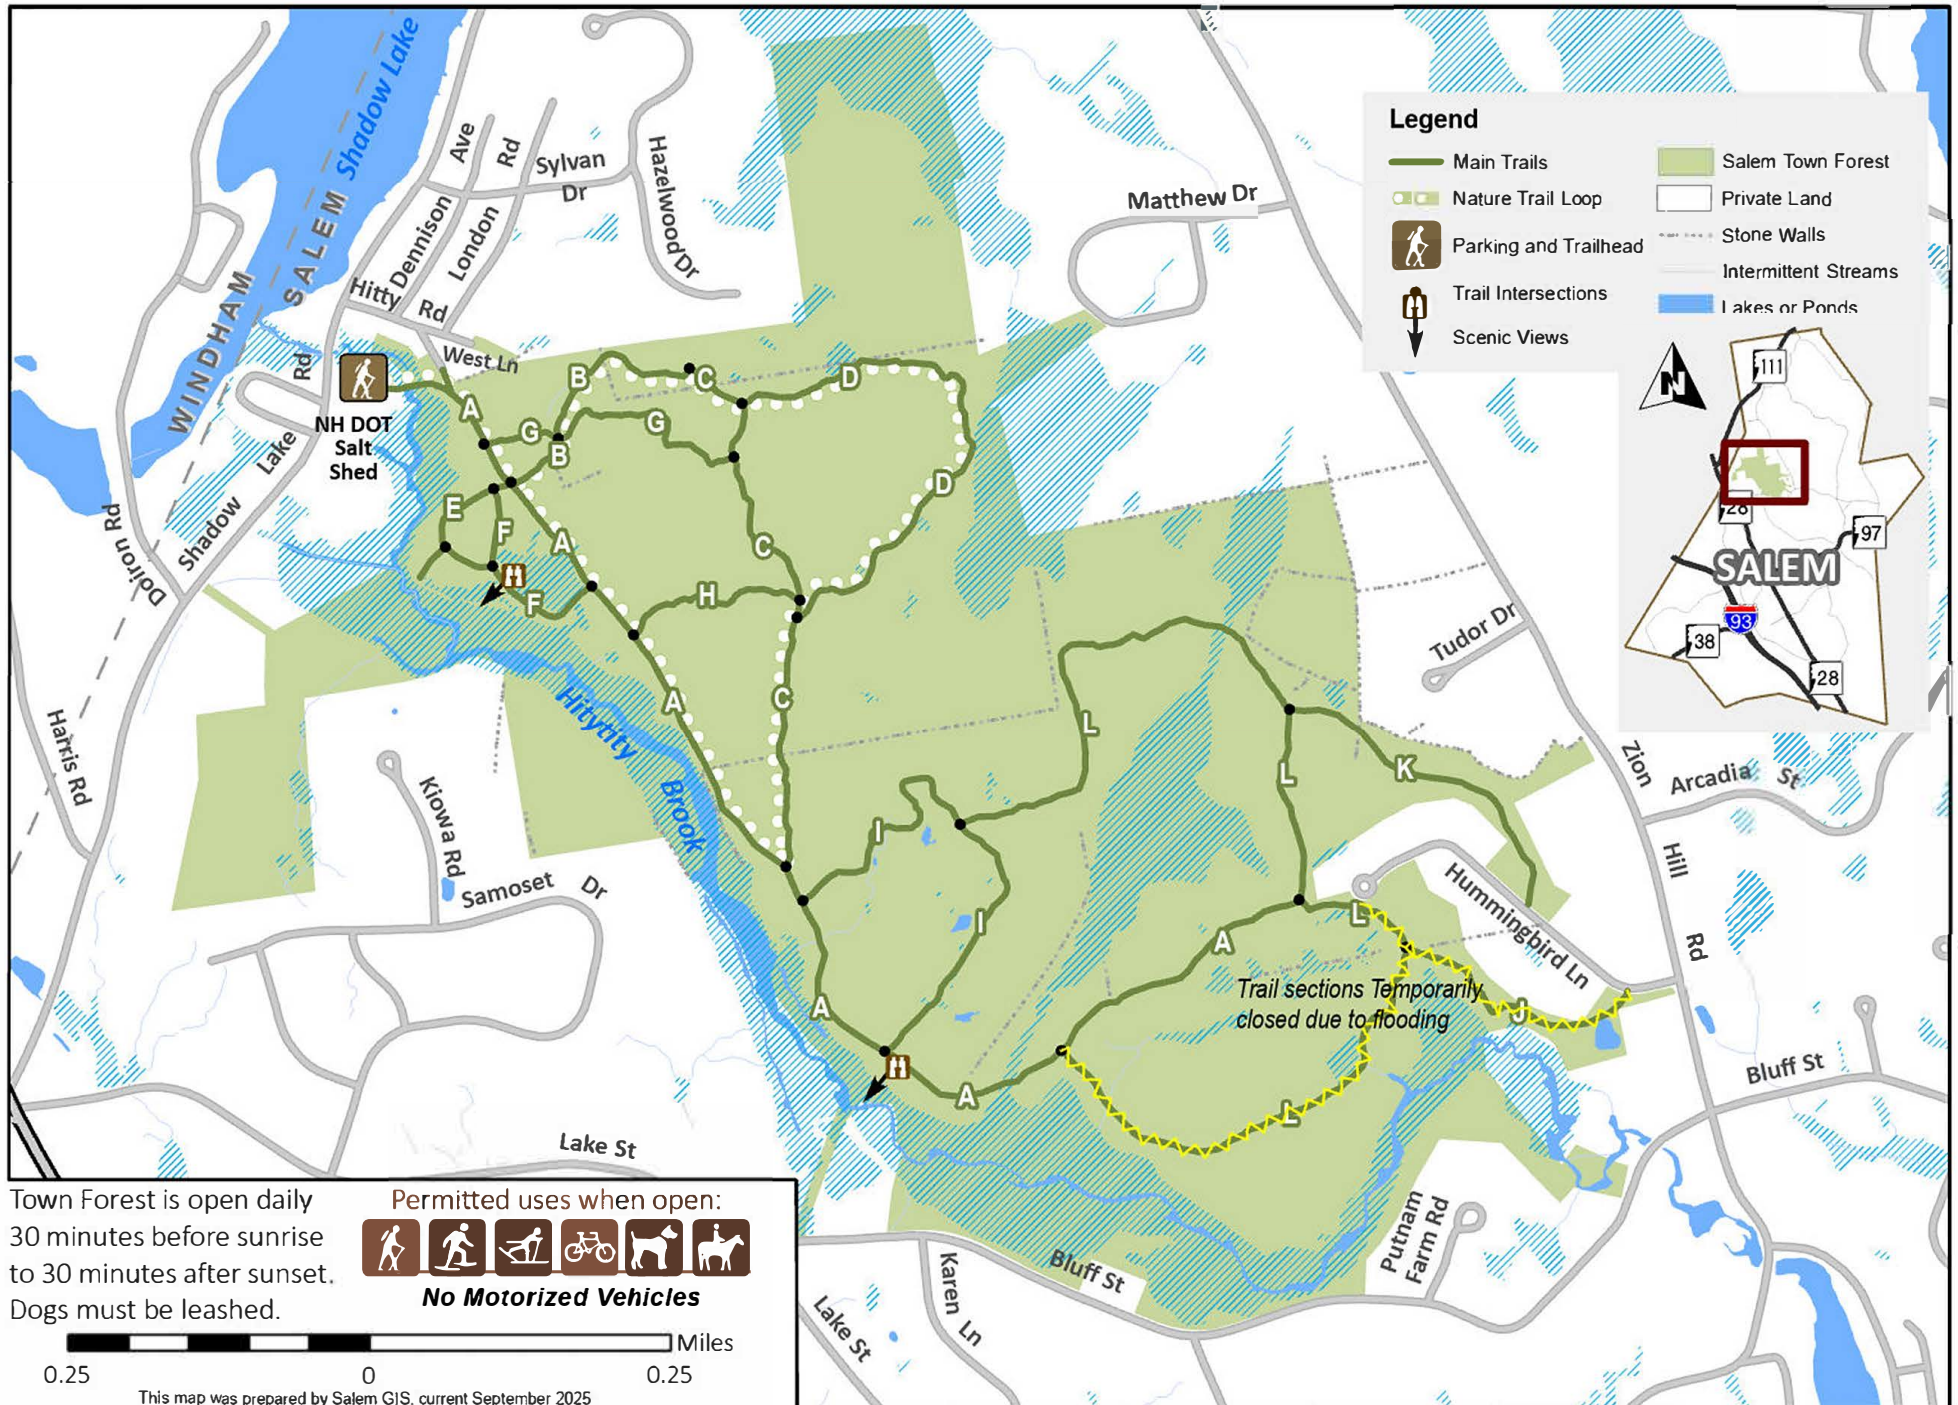 Shadow Lake
WINDHAM
SALEM
Ave
Rd
Sylvan
Dr
Hazelwood Dr
Dennison
London
Hitty
Rd
West Ln
Rd
Matthew Dr
NH DOT
Salt
Shed
Shadow
Lake
Doiron Rd
Harris Rd
A
B
C
D
G
G
B
E
F
A
F
H
C
D
A
C
L
L
K
I
I
A
A
A
L
J
L
Hitytity
Brook
Kiowa Rd
Samoset Dr
Lake St
Tudor Dr
Zion
Hill
Rd
Arcadia St
Hummingbird Ln
Trail sections Temporarily
closed due to flooding
Bluff St
Putnam
Farm Rd
Bluff St
Karen Ln
Lake St
Legend
Main Trails
Nature Trail Loop
Parking and Trailhead
Trail Intersections
Scenic Views
Salem Town Forest
Private Land
Stone Walls
Intermittent Streams
Lakes or Ponds
N
111
28
97
SALEM
93
38
28
Town Forest is open daily
30 minutes before sunrise
to 30 minutes after sunset.
Dogs must be leashed.
Permitted uses when open:
No Motorized Vehicles
Miles
0.25
0
0.25
This map was prepared by Salem GIS, current September 2025